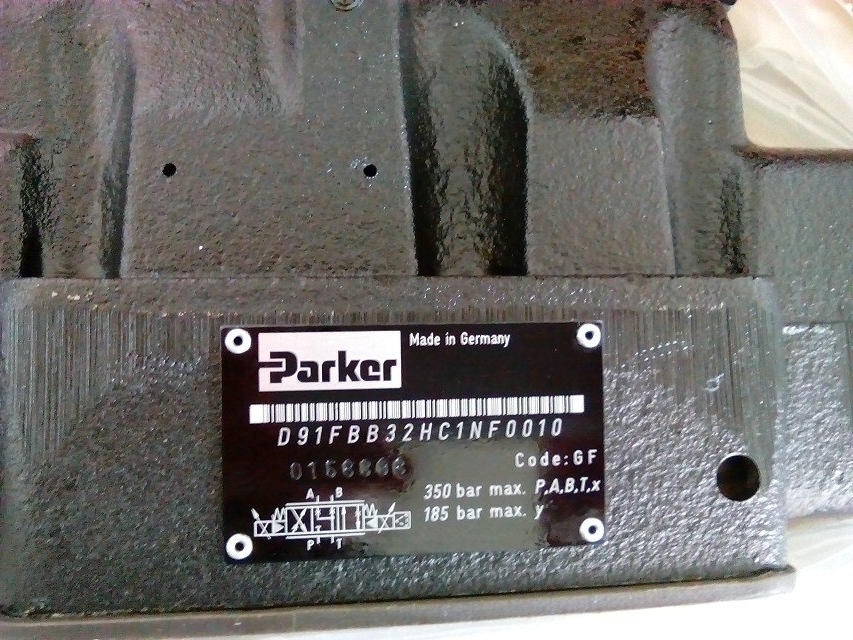 Parker
Made in Germany
D91FBB32HC1NF0010
Code:GF
A B
350 bar max. P,A,B,T,x
185 bar max. y
P T